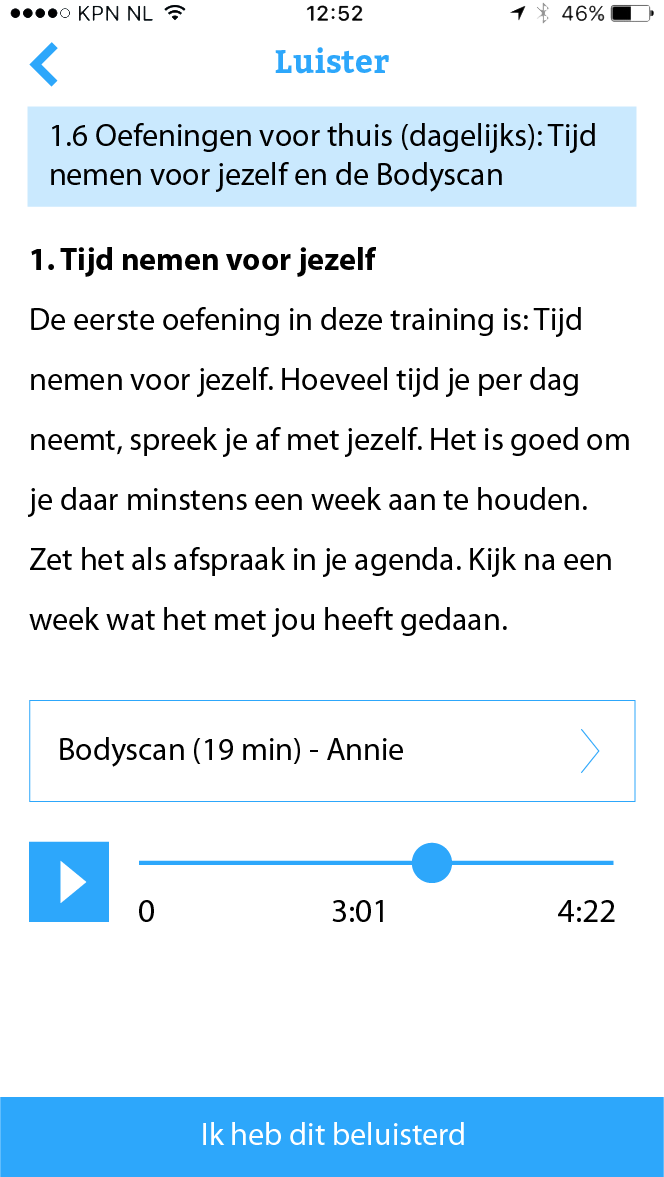 KPN NL 12:52 46%
Luister
1.6 Oefeningen voor thuis (dagelijks): Tijd
nemen voor jezelf en de Bodyscan
1. Tijd nemen voor jezelf
De eerste oefening in deze training is: Tijd
nemen voor jezelf. Hoeveel tijd je per dag
neemt, spreek je af met jezelf. Het is goed om
je daar minstens een week aan te houden.
Zet het als afspraak in je agenda. Kijk na een
week wat het met jou heeft gedaan.
Bodyscan (19 min) - Annie
0 3:01 4:22
Ik heb dit beluisterd